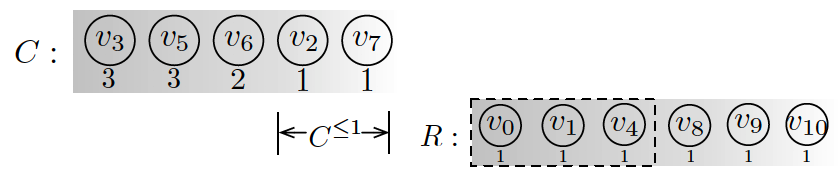 C : v₃ v₅ v₆ v₂ v₇
3 3 2 1 1
C≤¹
R : v₀ v₁ v₄ v₈ v₉ v₁₀
1 1 1 1 1 1